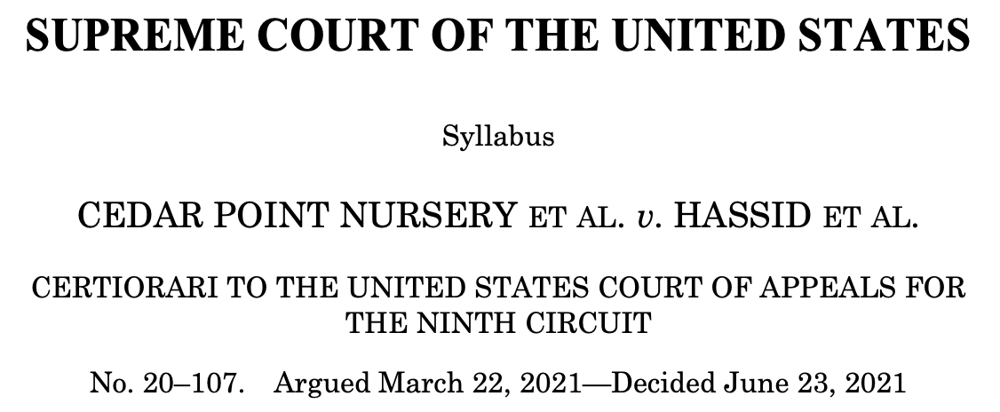 SUPREME COURT OF THE UNITED STATES
Syllabus
CEDAR POINT NURSERY ET AL. v. HASSID ET AL.
CERTIORARI TO THE UNITED STATES COURT OF APPEALS FOR
THE NINTH CIRCUIT
No. 20–107. Argued March 22, 2021—Decided June 23, 2021